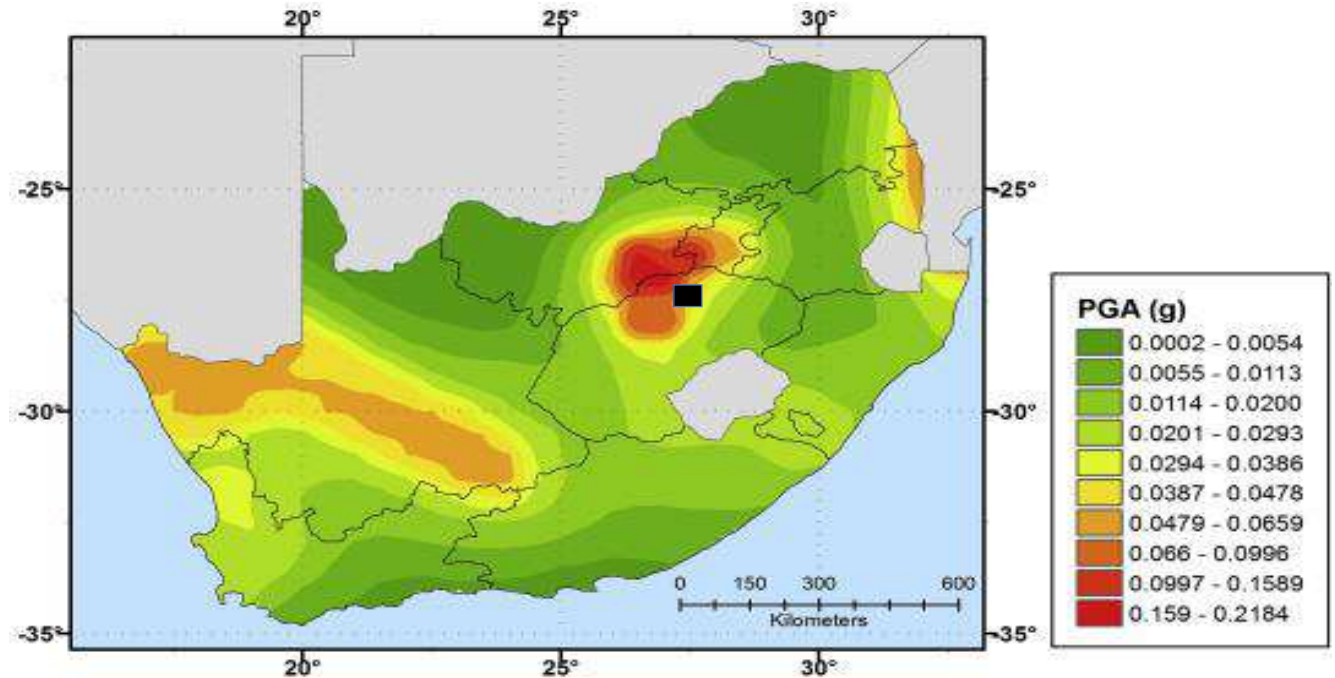 20° 25° 30°
-25° -25°
-30° -30°
-35° -35°
0 150 300 600
Kilometers
20° 25° 30°
PGA (g)
0.0002 - 0.0054
0.0055 - 0.0113
0.0114 - 0.0200
0.0201 - 0.0293
0.0294 - 0.0386
0.0387 - 0.0478
0.0479 - 0.0659
0.066 - 0.0996
0.0997 - 0.1589
0.159 - 0.2184